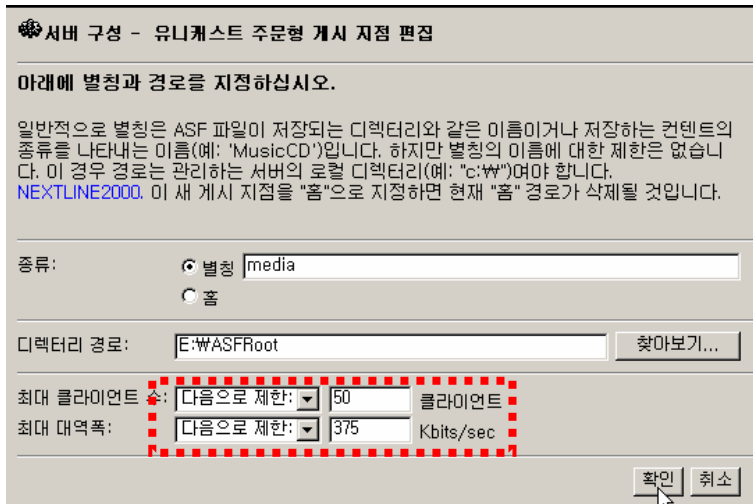 서버 구성 - 유니캐스트 주문형 게시 지점 편집
아래에 별칭과 경로를 지정하십시오.
일반적으로 별칭은 ASF 파일이 저장되는 디렉터리와 같은 이름이거나 저장하는 컨텐트의
종류를 나타내는 이름(예: 'MusicCD')입니다. 하지만 별칭의 이름에 대한 제한은 없습니
다. 이 경우 경로는 관리하는 서버의 로컬 디렉터리(예: "c:₩")여야 합니다.
NEXTLINE2000. 이 새 게시 지점을 "홈"으로 지정하면 현재 "홈" 경로가 삭제될 것입니다.
종류: 별칭 media
홈
디렉터리 경로: E:₩ASFRoot 찾아보기...
최대 클라이언트 수: 다음으로 제한: 50 클라이언트
최대 대역폭: 다음으로 제한: 375 Kbits/sec
확인 취소